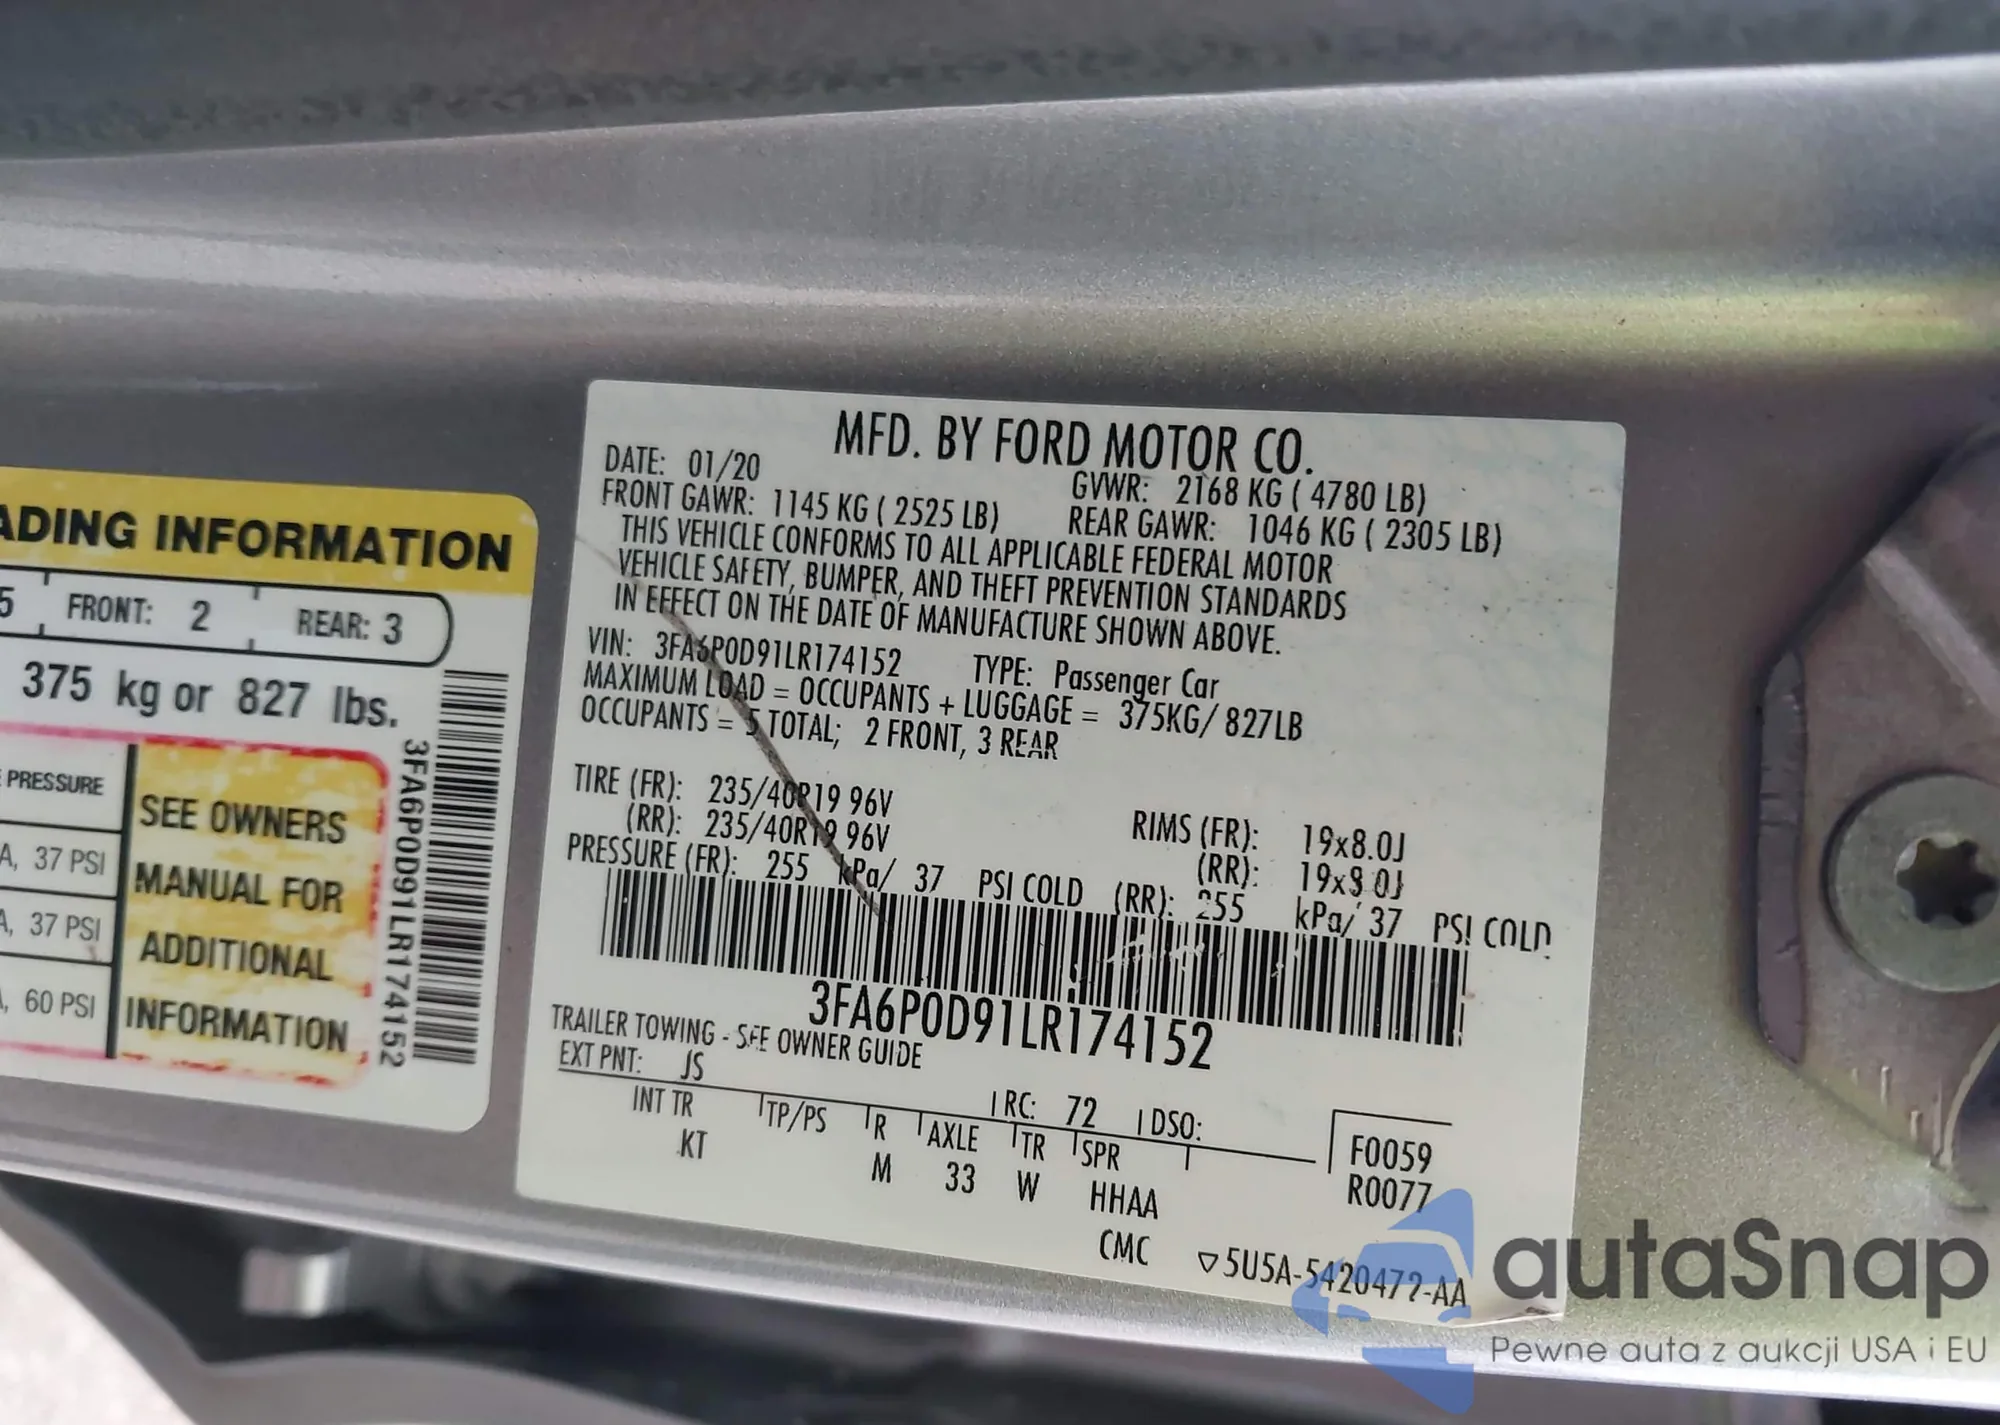 ADING INFORMATION
5 FRONT: 2 REAR: 3
375 kg or 827 lbs.
PRESSURE
A, 37 PSI
A, 37 PSI
, 60 PSI
SEE OWNERS
MANUAL FOR
ADDITIONAL
INFORMATION
3FA6P0D91LR174152
MFD. BY FORD MOTOR CO.
DATE: 01/20 GVWR: 2168 KG ( 4780 LB)
FRONT GAWR: 1145 KG ( 2525 LB) REAR GAWR: 1046 KG ( 2305 LB)
THIS VEHICLE CONFORMS TO ALL APPLICABLE FEDERAL MOTOR
VEHICLE SAFETY, BUMPER, AND THEFT PREVENTION STANDARDS
IN EFFECT ON THE DATE OF MANUFACTURE SHOWN ABOVE.
VIN: 3FA6P0D91LR174152 TYPE: Passenger Car
MAXIMUM LOAD = OCCUPANTS + LUGGAGE = 375KG/ 827LB
OCCUPANTS = 5 TOTAL; 2 FRONT, 3 REAR
TIRE (FR): 235/40R19 96V RIMS (FR): 19x8.0J
(RR): 235/40R19 96V (RR): 19x8.0J
PRESSURE (FR): 255 kPa/ 37 PSI COLD (RR): 255 kPa/ 37 PSI COLD
3FA6P0D91LR174152
TRAILER TOWING - SEE OWNER GUIDE
EXT PNT: JS RC: 72 DSO:
INT TR TP/PS R AXLE TR SPR F0059
KT M 33 W HHAA R0077
CMC ▽5U5A-5420472-AA
autaSnap
Pewne auta z aukcji USA i EU